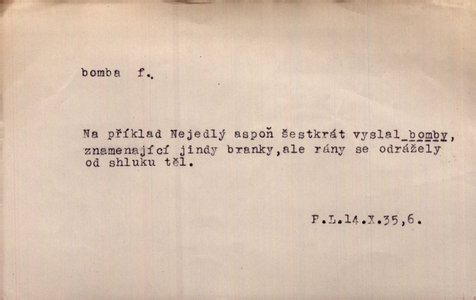 bomba f.
Na příklad Nejedlý aspoň šestkrát vyslal bomby,
znamenající jindy branky,ale rány se odrážely
od shluku těl.
P.L.14.X.35,6.